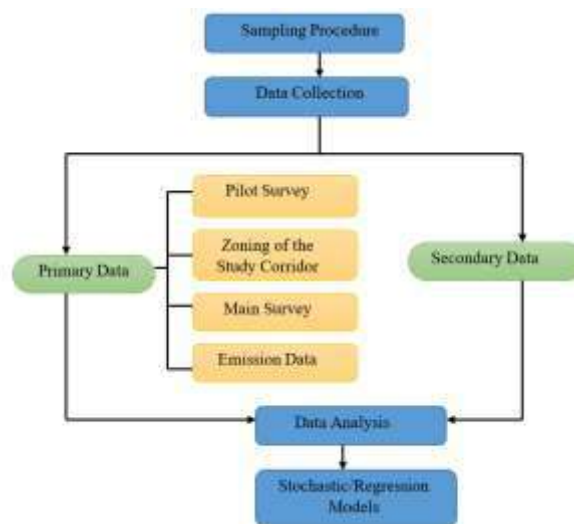 Sampling Procedure
Data Collection
Pilot Survey
Zoning of the
Study Corridor
Primary Data
Secondary Data
Main Survey
Emission Data
Data Analysis
Stochastic/Regression
Models